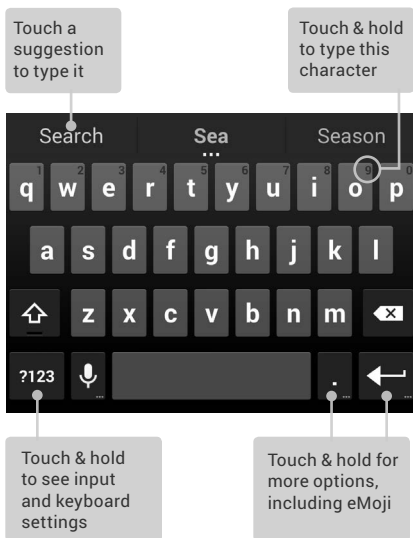 Touch a
suggestion
to type it
Touch & hold
to type this
character
Search Sea Season
1 2 3 4 5 6 7 8 9 0
q w e r t y u i o p
a s d f g h j k l
z x c v b n m
?123 .
Touch & hold
to see input
and keyboard
settings
Touch & hold for
more options,
including eMoji